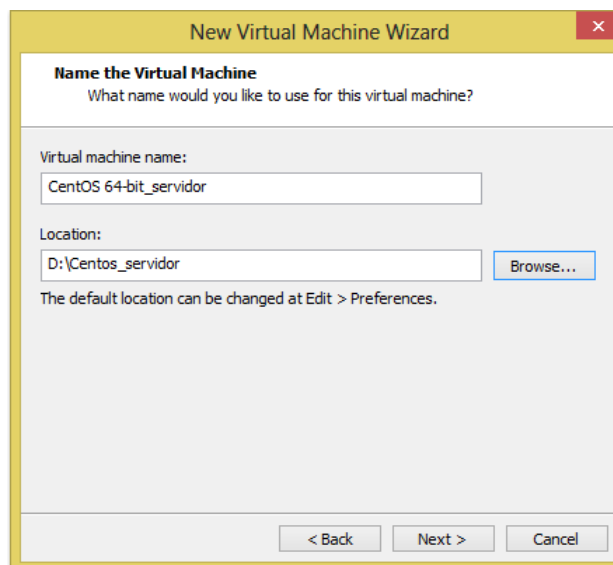 New Virtual Machine Wizard
Name the Virtual Machine
What name would you like to use for this virtual machine?
Virtual machine name:
CentOS 64-bit_servidor
Location:
D:\Centos_servidor
Browse...
The default location can be changed at Edit > Preferences.
< Back
Next >
Cancel